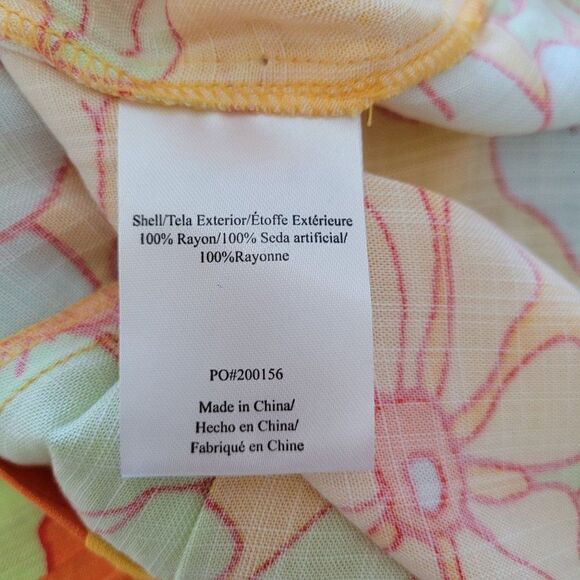 Shell/Tela Exterior/Étoffe Extérieure
100% Rayon/100% Seda artificial/
100%Rayonne
PO#200156
Made in China/
Hecho en China/
Fabriqué en Chine